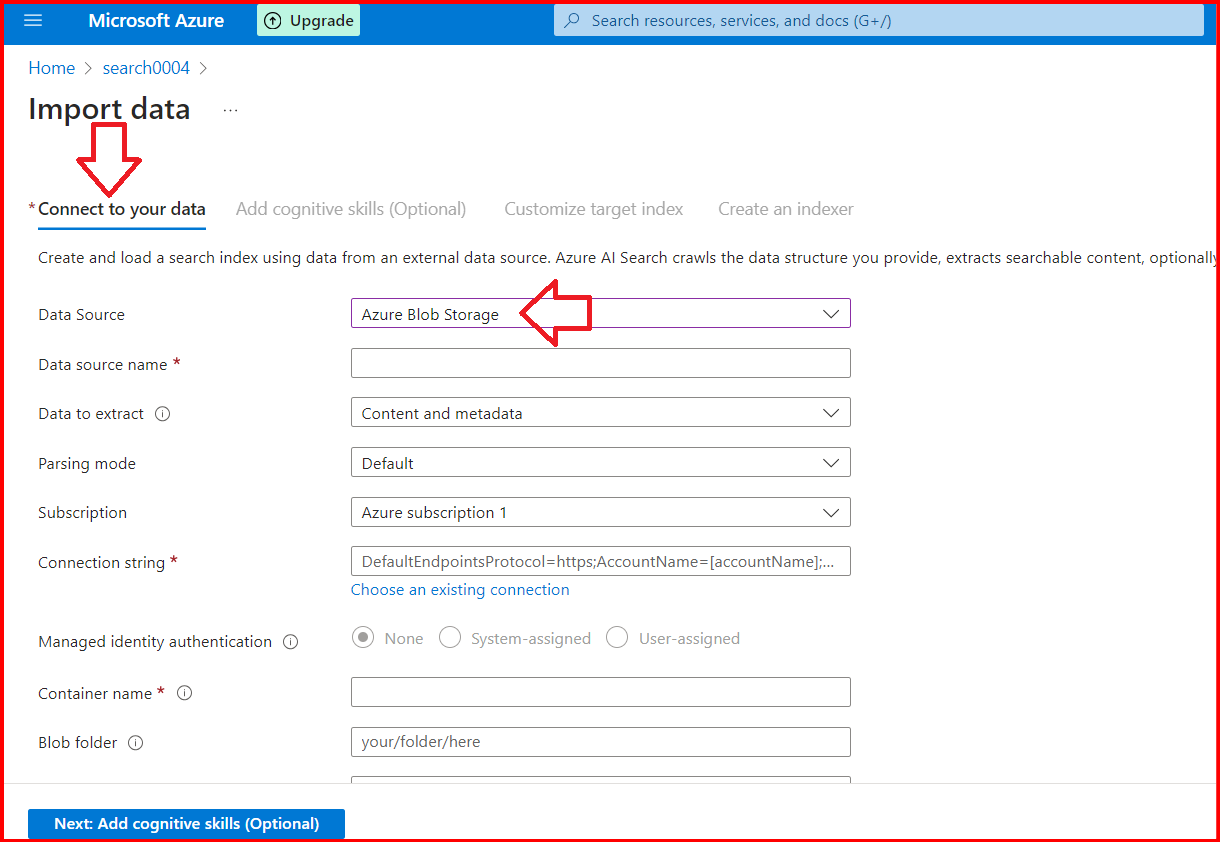 Microsoft Azure Upgrade Search resources, services, and docs (G+/)
Home > search0004 >
Import data ...
* Connect to your data Add cognitive skills (Optional) Customize target index Create an indexer
Create and load a search index using data from an external data source. Azure AI Search crawls the data structure you provide, extracts searchable content, optionally
Data Source Azure Blob Storage
Data source name *
Data to extract Content and metadata
Parsing mode Default
Subscription Azure subscription 1
Connection string * DefaultEndpointsProtocol=https;AccountName=[accountName];...
Choose an existing connection
Managed identity authentication None System-assigned User-assigned
Container name *
Blob folder your/folder/here
Next: Add cognitive skills (Optional)